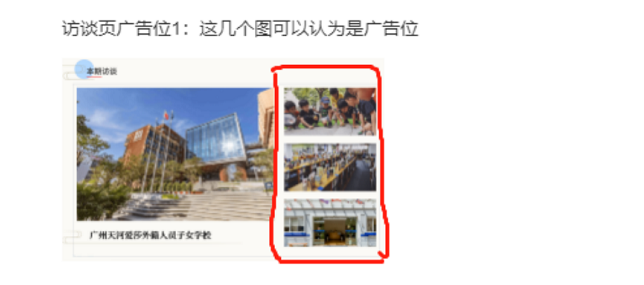 访谈页广告位1：这几个图可以认为是广告位
本期访谈
广州天河爱莎外籍人员子女学校